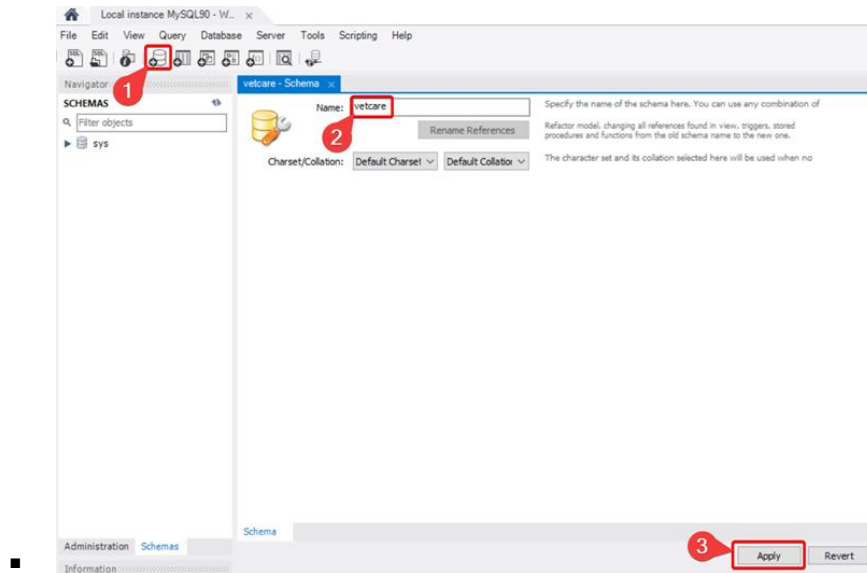 Local instance MySQL90 - W... ×
File Edit View Query Database Server Tools Scripting Help
1
Navigator
SCHEMAS
Filter objects
sys
vetcare - Schema ×
Name: vetcare
2
Specify the name of the schema here. You can use any combination of
Rename References
Refactor model, changing all references found in view, triggers, stored
procedures and functions from the old schema name to the new one.
Charset/Collation: Default Charset Default Collation
The character set and its collation selected here will be used when no
Schema
Administration Schemas
Information
3
Apply Revert